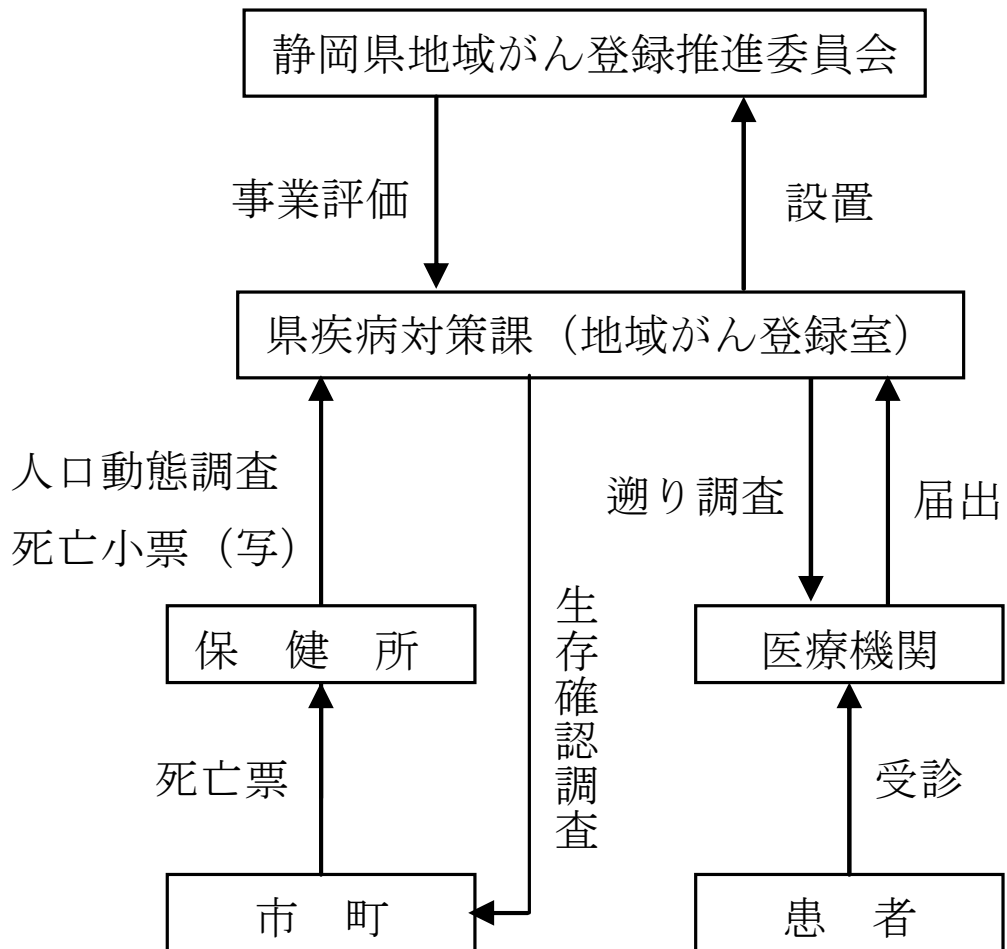 静岡県地域がん登録推進委員会
事業評価
設置
県疾病対策課（地域がん登録室）
人口動態調査
死亡小票（写）
遡り調査
届出
生存確認調査
保　健　所
医療機関
死亡票
受診
市　町
患　者